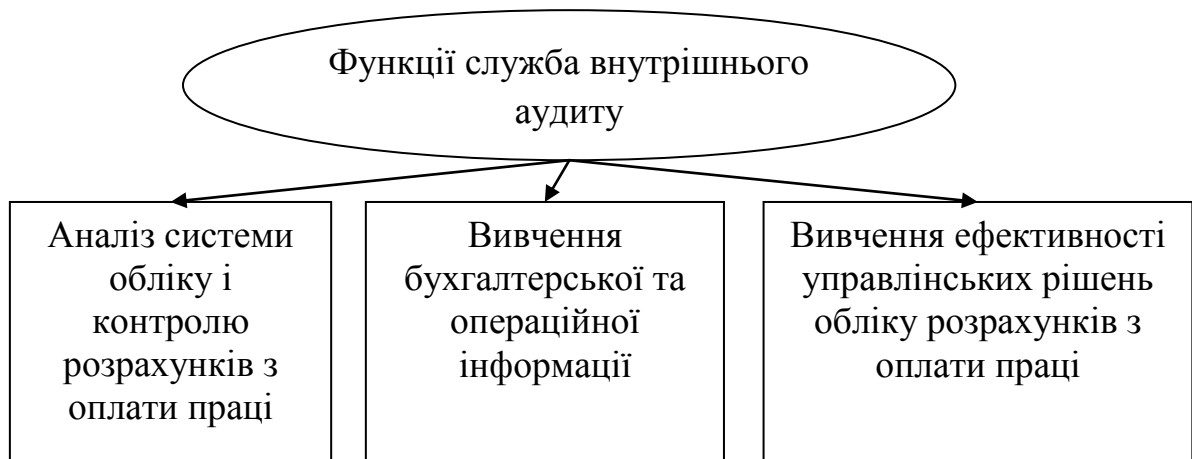 Функції служба внутрішнього
аудиту
Аналіз системи
обліку і
контролю
розрахунків з
оплати праці
Вивчення
бухгалтерської та
операційної
інформації
Вивчення ефективності
управлінських рішень
обліку розрахунків з
оплати праці